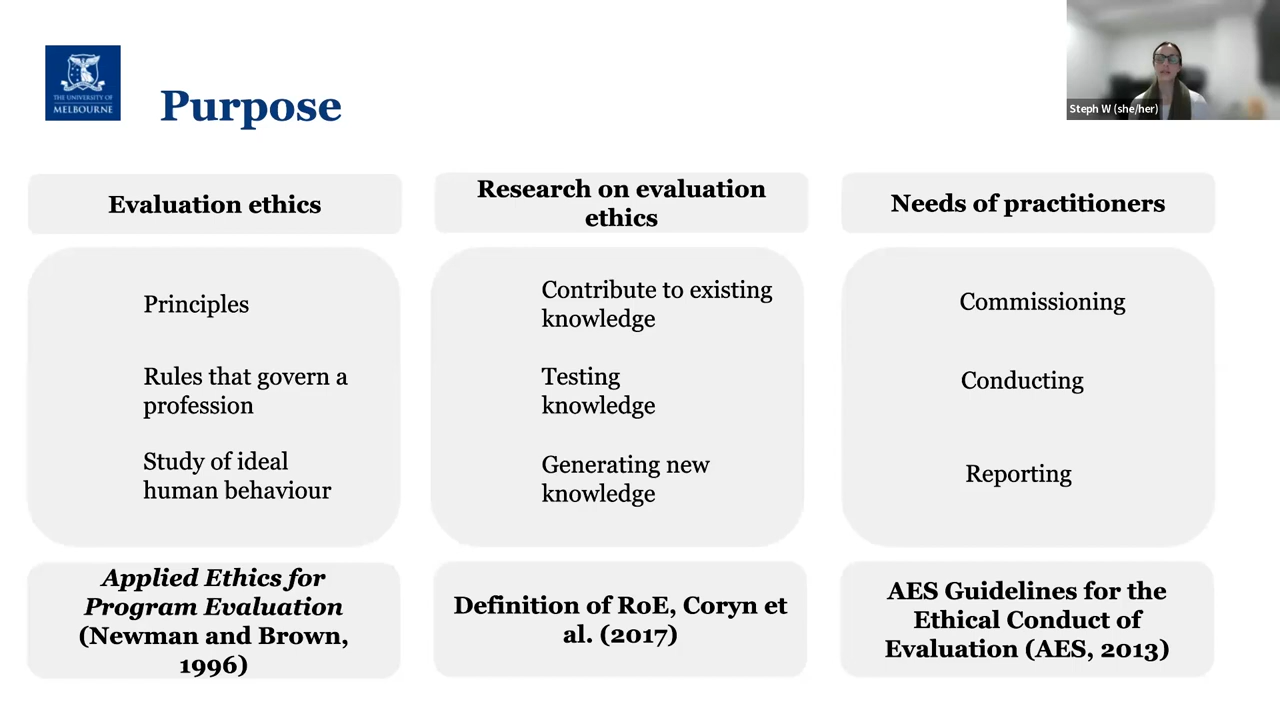 THE UNIVERSITY OF
MELBOURNE
Purpose
Steph W (she/her)
Evaluation ethics
Principles
Rules that govern a
profession
Study of ideal
human behaviour
Applied Ethics for
Program Evaluation
(Newman and Brown,
1996)
Research on evaluation
ethics
Contribute to existing
knowledge
Testing
knowledge
Generating new
knowledge
Definition of RoE, Coryn et
al. (2017)
Needs of practitioners
Commissioning
Conducting
Reporting
AES Guidelines for the
Ethical Conduct of
Evaluation (AES, 2013)